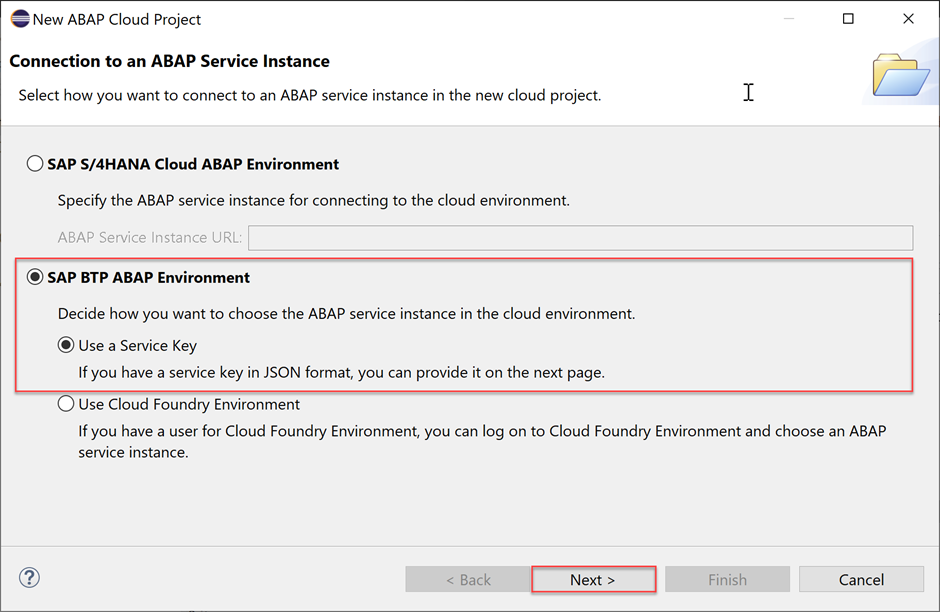 New ABAP Cloud Project
Connection to an ABAP Service Instance
Select how you want to connect to an ABAP service instance in the new cloud project.
SAP S/4HANA Cloud ABAP Environment
Specify the ABAP service instance for connecting to the cloud environment.
ABAP Service Instance URL:
SAP BTP ABAP Environment
Decide how you want to choose the ABAP service instance in the cloud environment.
Use a Service Key
If you have a service key in JSON format, you can provide it on the next page.
Use Cloud Foundry Environment
If you have a user for Cloud Foundry Environment, you can log on to Cloud Foundry Environment and choose an ABAP
service instance.
?
< Back Next > Finish Cancel